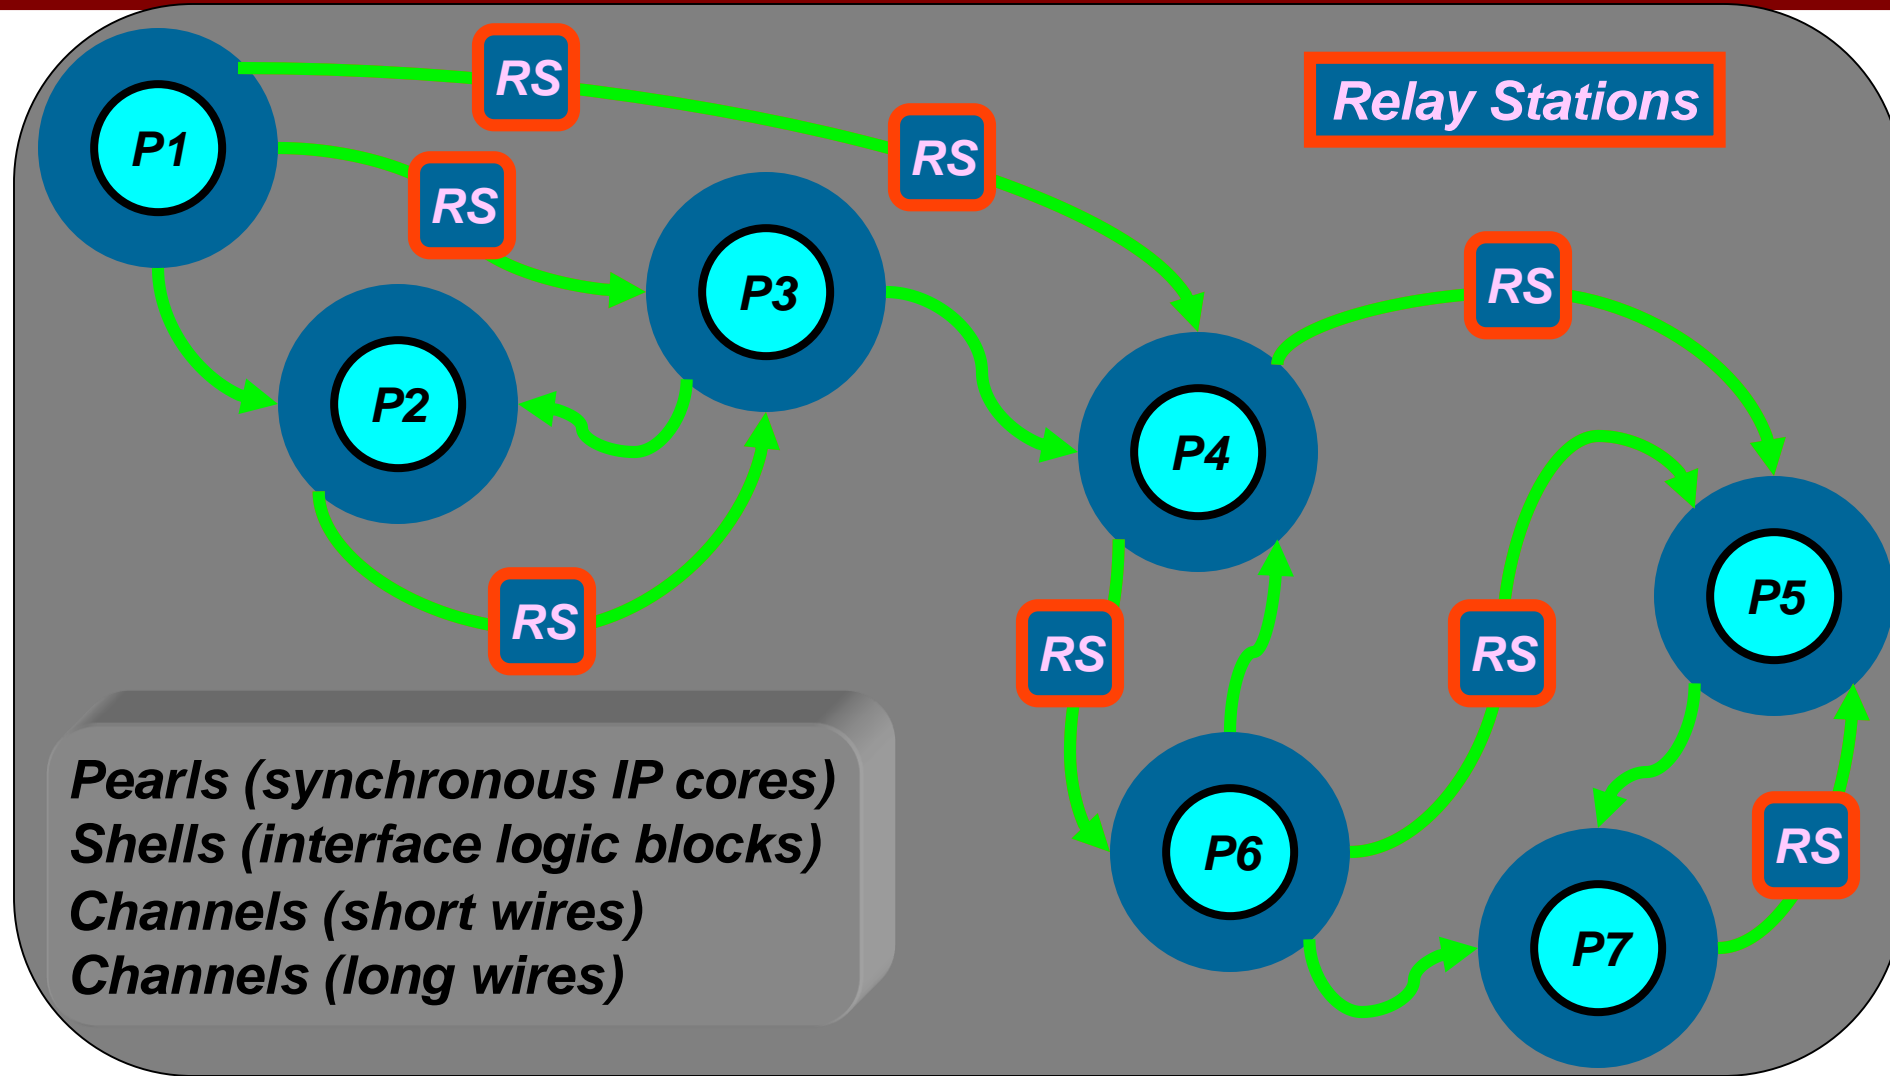 P1
RS
RS
RS
Relay Stations
P3
RS
P2
P4
RS
RS
RS
P5
Pearls (synchronous IP cores)
Shells (interface logic blocks)
Channels (short wires)
Channels (long wires)
P6
RS
P7